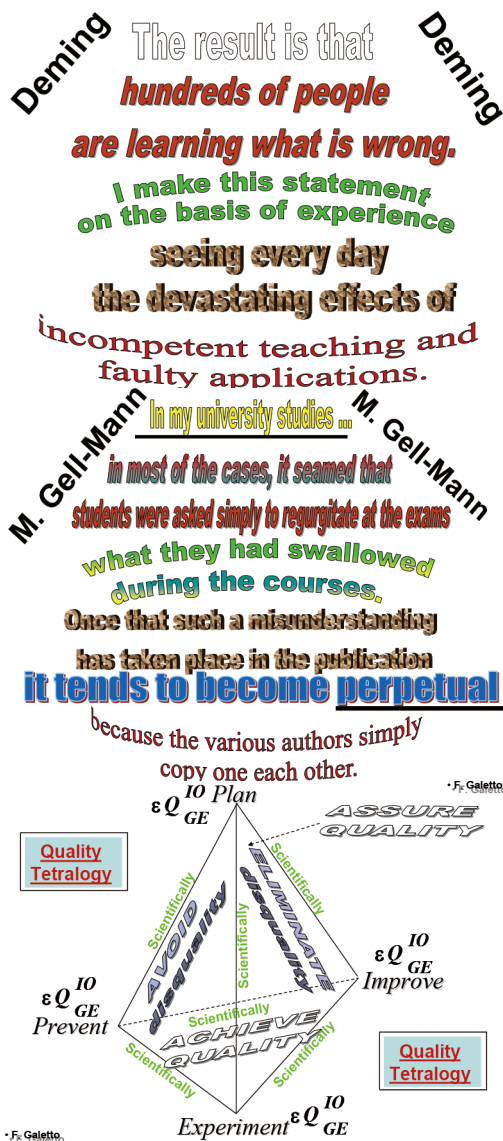 Deming
Deming
The result is that
hundreds of people
are learning what is wrong.
I make this statement
on the basis of experience
seeing every day
the devastating effects of
incompetent teaching and
faulty applications.
M. Gell-Mann
M. Gell-Mann
In my university studies ...
in most of the cases, it seamed that
students were asked simply to regurgitate at the exams
what they had swallowed
during the courses.
Once that such a misunderstanding
has taken place in the publication
it tends to become perpetual
because the various authors simply
copy one each other.
• F. Galetto
F. Galetto
εQ IO GE Plan
ASSURE
QUALITY
Quality
Tetralogy
Scientifically
Scientifically
Scientifically
AVOID
disquality
ELIMINATE
disquality
εQ IO GE
Improve
εQ IO GE
Prevent
Scientifically
ACHIEVE
QUALITY
Scientifically
Scientifically
Quality
Tetralogy
Experiment εQ IO GE
• F. Galetto
F. Galetto